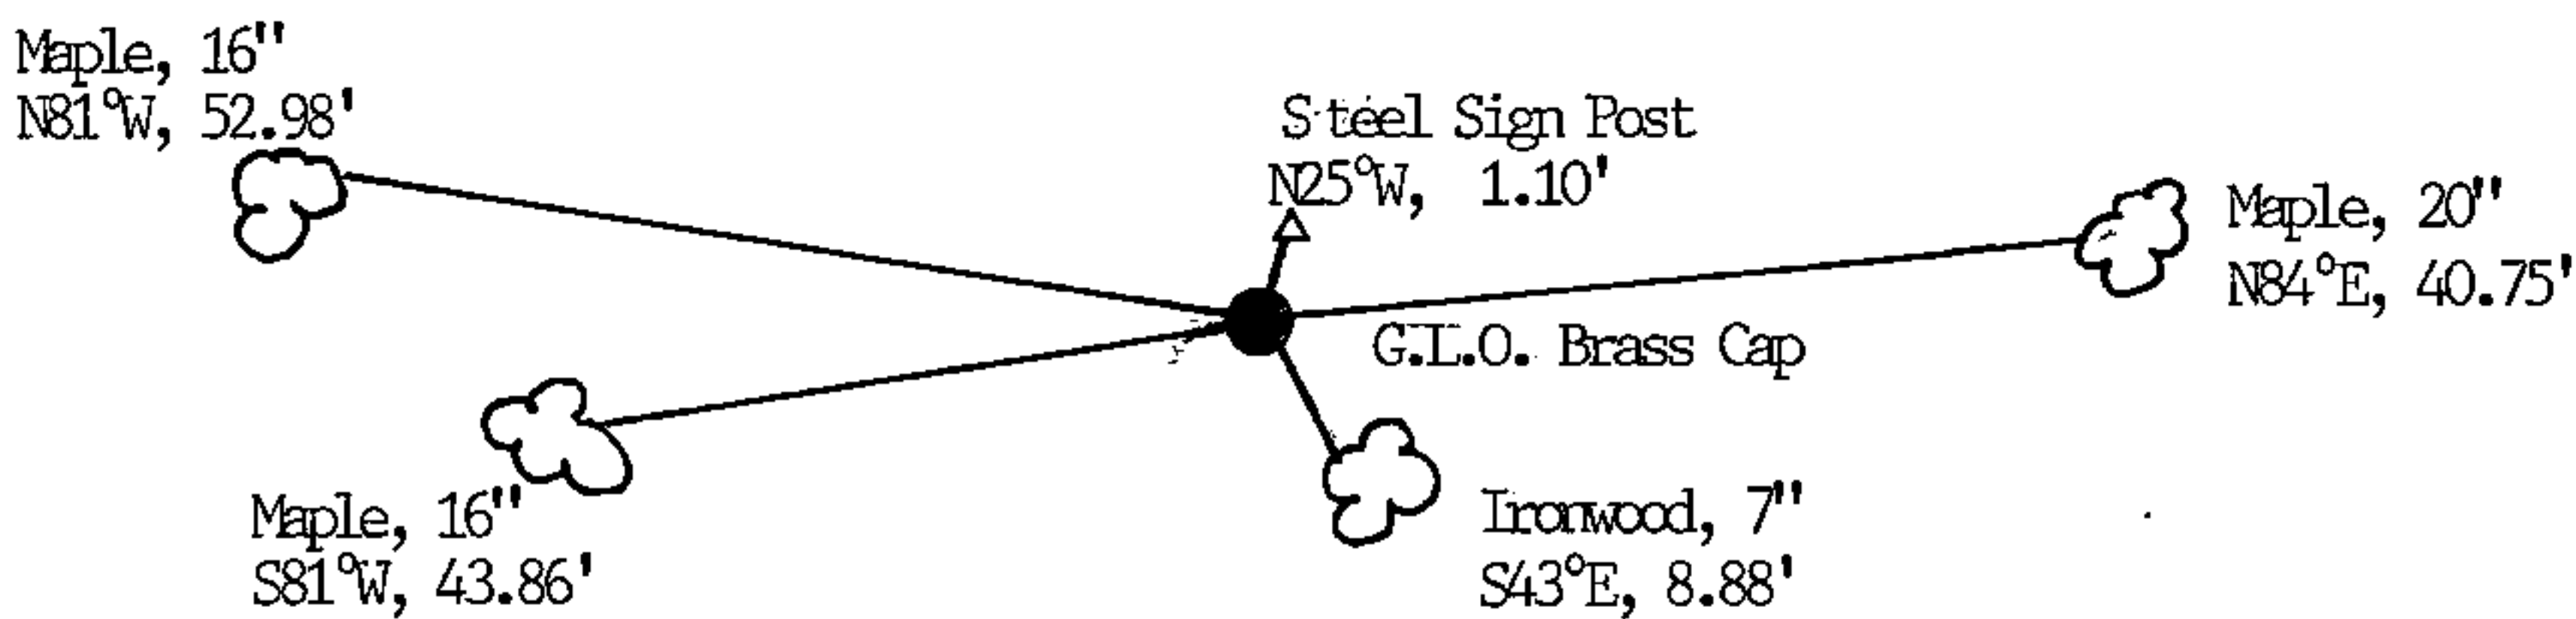 Maple, 16"
N81°W, 52.98'
Steel Sign Post
N25°W, 1.10'
Maple, 20"
N84°E, 40.75'
G.L.O. Brass Cap
Maple, 16"
S81°W, 43.86'
Ironwood, 7"
S43°E, 8.88'